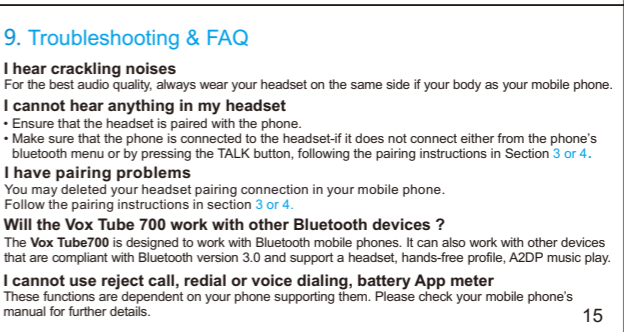 9. Troubleshooting & FAQ
I hear crackling noises
For the best audio quality, always wear your headset on the same side if your body as your mobile phone.
I cannot hear anything in my headset
• Ensure that the headset is paired with the phone.
• Make sure that the phone is connected to the headset-if it does not connect either from the phone's
bluetooth menu or by pressing the TALK button, following the pairing instructions in Section 3 or 4.
I have pairing problems
You may deleted your headset pairing connection in your mobile phone.
Follow the pairing instructions in section 3 or 4.
Will the Vox Tube 700 work with other Bluetooth devices ?
The Vox Tube700 is designed to work with Bluetooth mobile phones. It can also work with other devices
that are compliant with Bluetooth version 3.0 and support a headset, hands-free profile, A2DP music play.
I cannot use reject call, redial or voice dialing, battery App meter
These functions are dependent on your phone supporting them. Please check your mobile phone's
manual for further details.
15